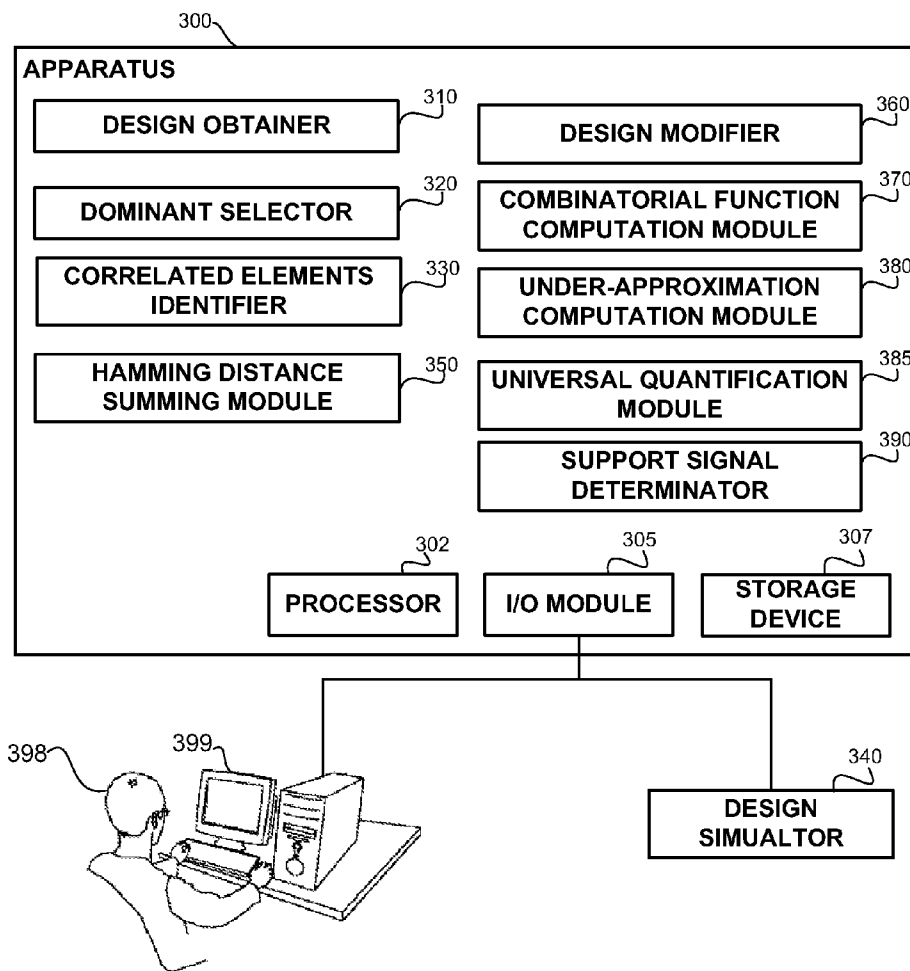 300
APPARATUS
310
DESIGN OBTAINER
320
DOMINANT SELECTOR
330
CORRELATED ELEMENTS
IDENTIFIER
350
HAMMING DISTANCE
SUMMING MODULE
360
DESIGN MODIFIER
370
COMBINATORIAL FUNCTION
COMPUTATION MODULE
380
UNDER-APPROXIMATION
COMPUTATION MODULE
385
UNIVERSAL QUANTIFICATION
MODULE
390
SUPPORT SIGNAL
DETERMINATOR
302
PROCESSOR
305
I/O MODULE
307
STORAGE
DEVICE
398
399
340
DESIGN
SIMUALTOR